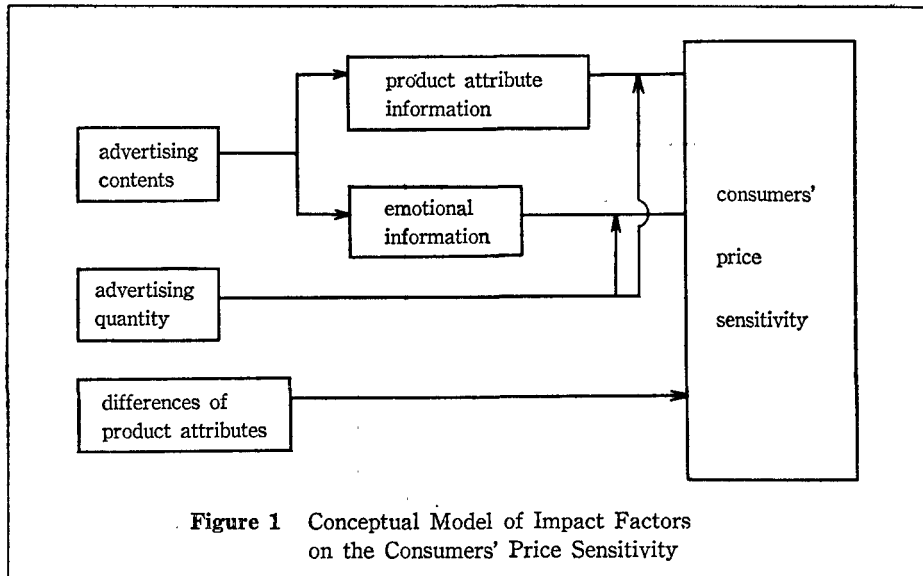 product attribute
information
advertising
contents
emotional
information
consumers'
price
sensitivity
advertising
quantity
differences of
product attributes
Figure 1 Conceptual Model of Impact Factors
on the Consumers' Price Sensitivity